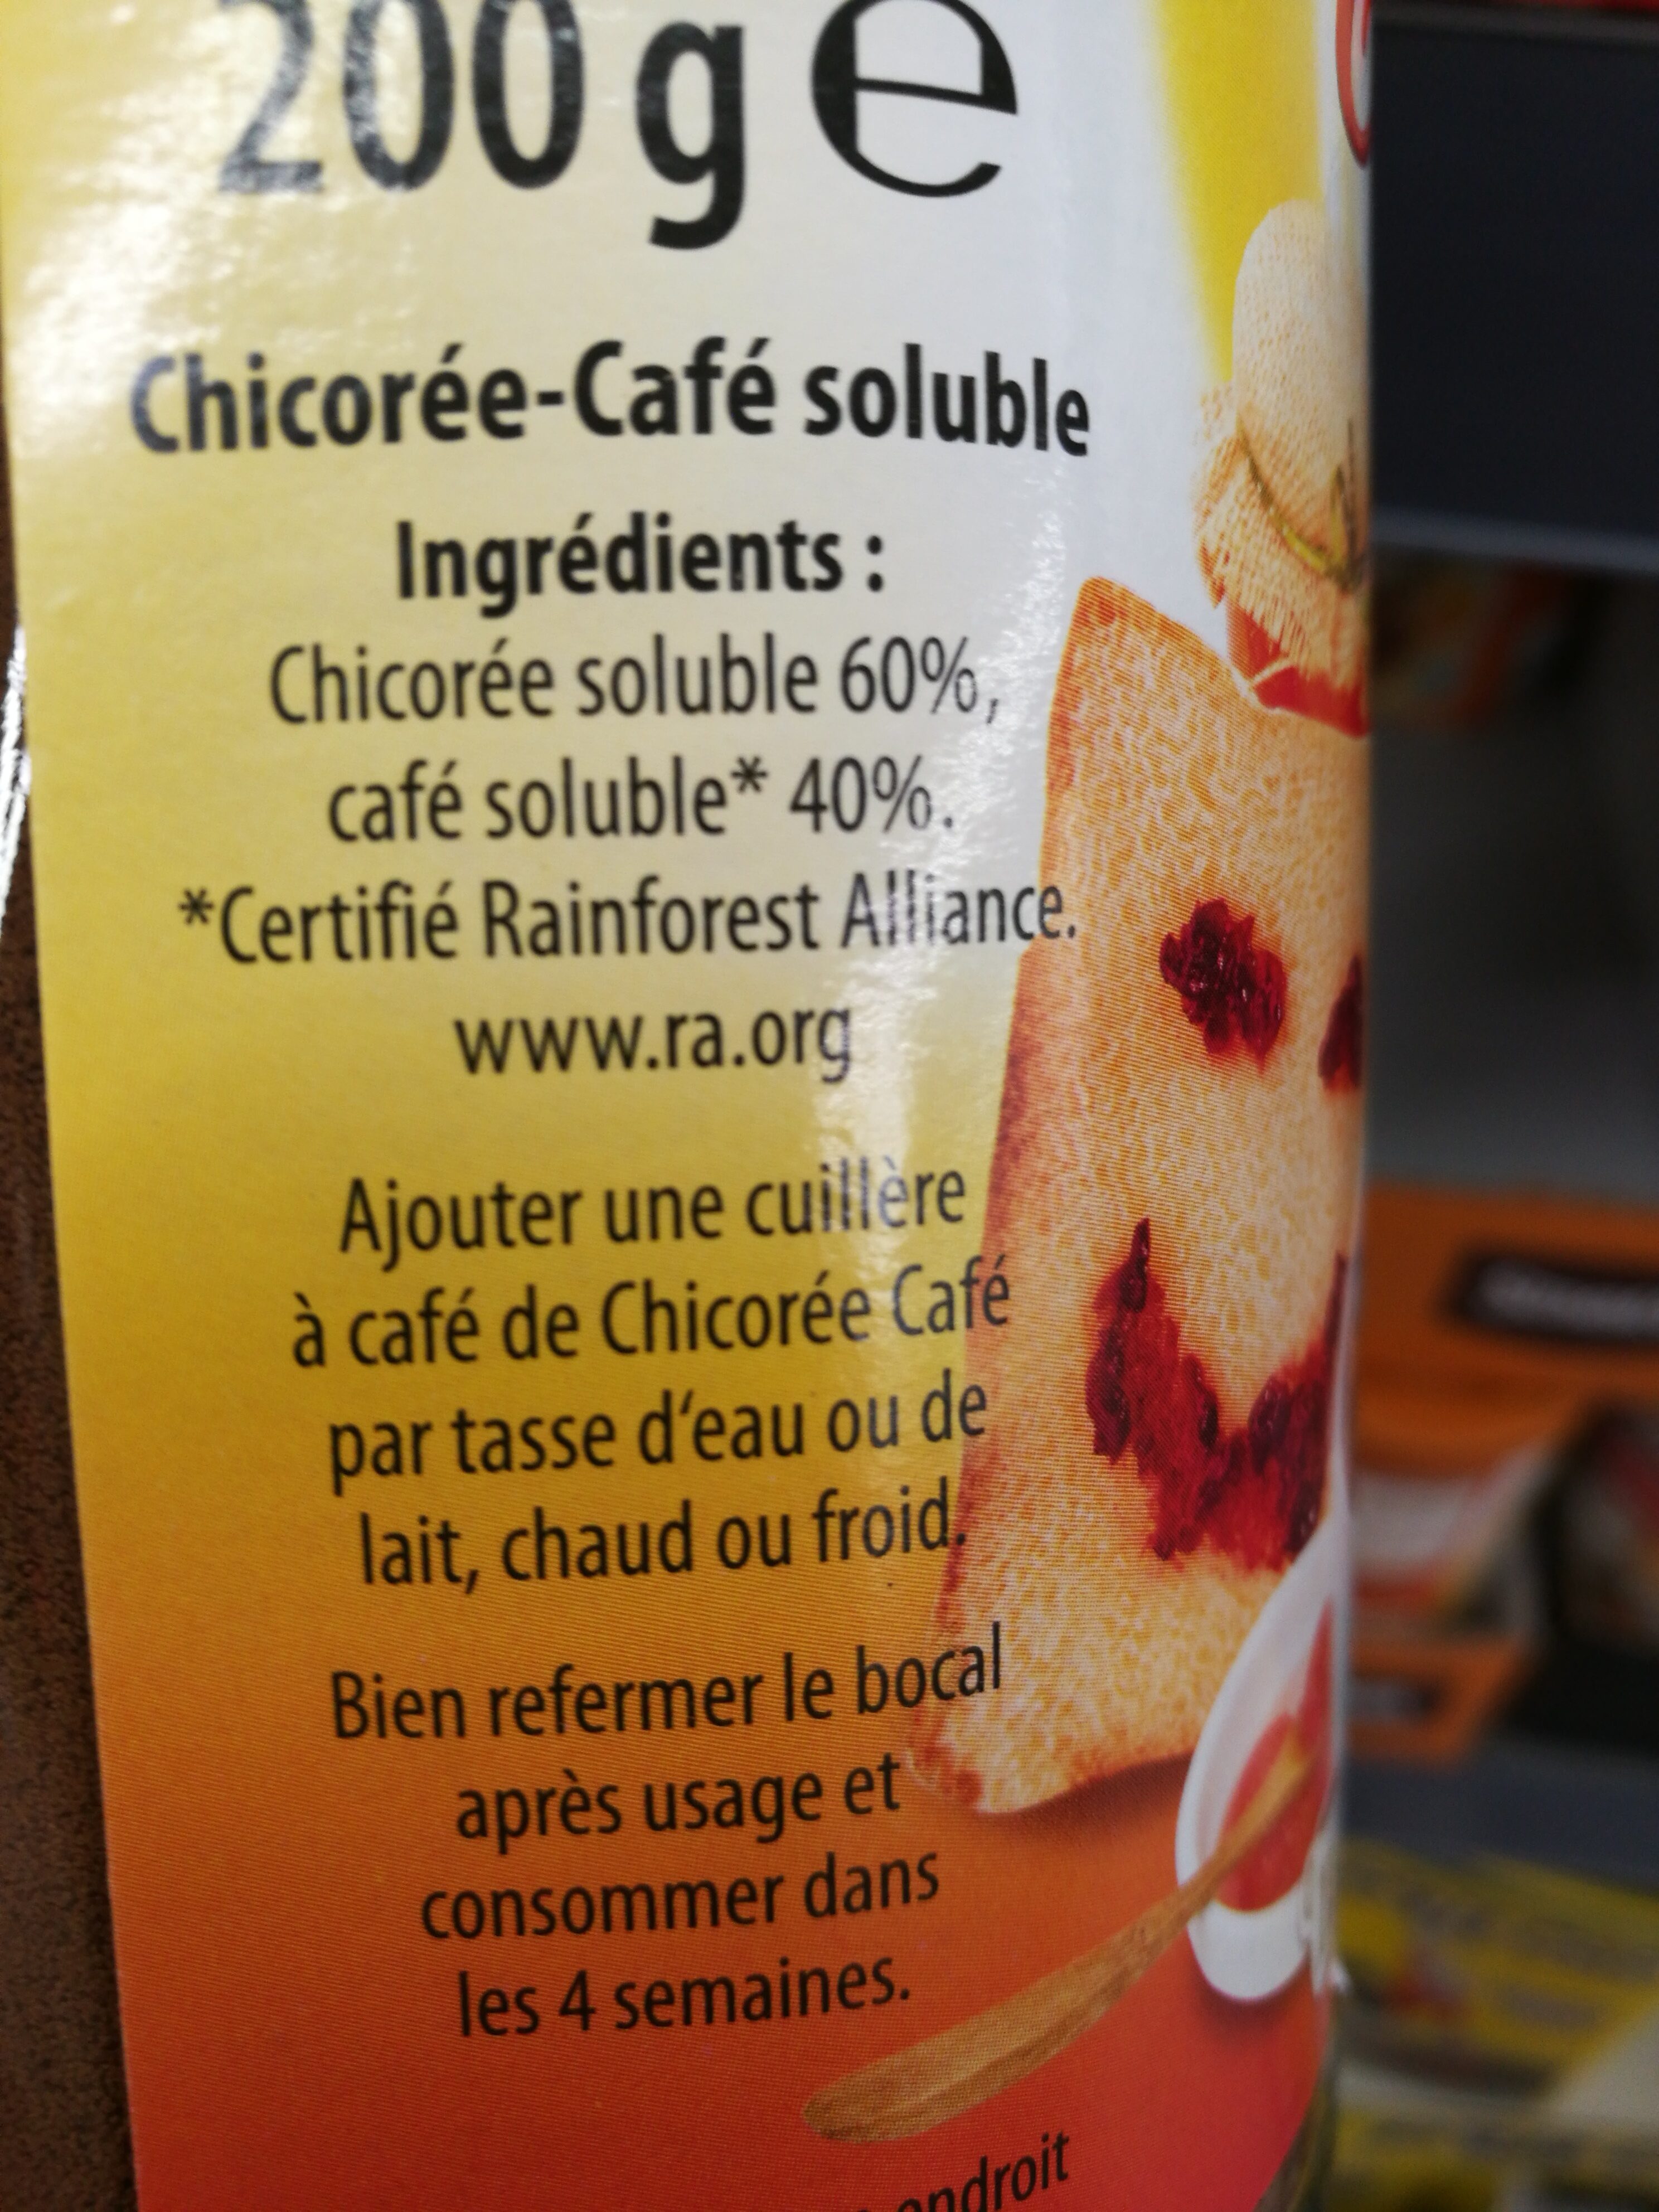 200 g e
Chicorée-Café soluble
Ingrédients :
Chicorée soluble 60%,
café soluble* 40%.
*Certifié Rainforest Alliance.
www.ra.org
Ajouter une cuillère
à café de Chicorée Café
par tasse d‘eau ou de
lait, chaud ou froid.
Bien refermer le bocal
après usage et
consommer dans
les 4 semaines.
endroit